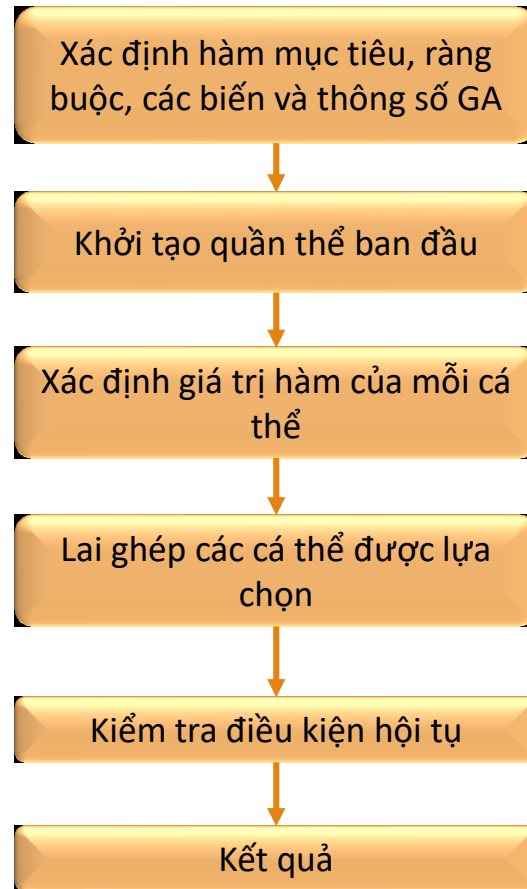 Xác định hàm mục tiêu, ràng
buộc, các biến và thông số GA
Khởi tạo quần thể ban đầu
Xác định giá trị hàm của mỗi cá
thể
Lai ghép các cá thể được lựa
chọn
Kiểm tra điều kiện hội tụ
Kết quả